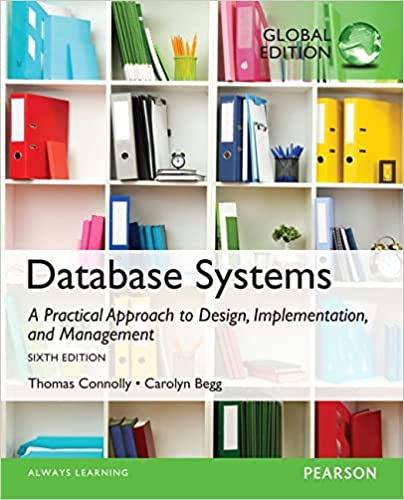 GLOBAL
EDITION
Database Systems
A Practical Approach to Design, Implementation,
and Management
SIXTH EDITION
Thomas Connolly • Carolyn Begg
ALWAYS LEARNING
PEARSON